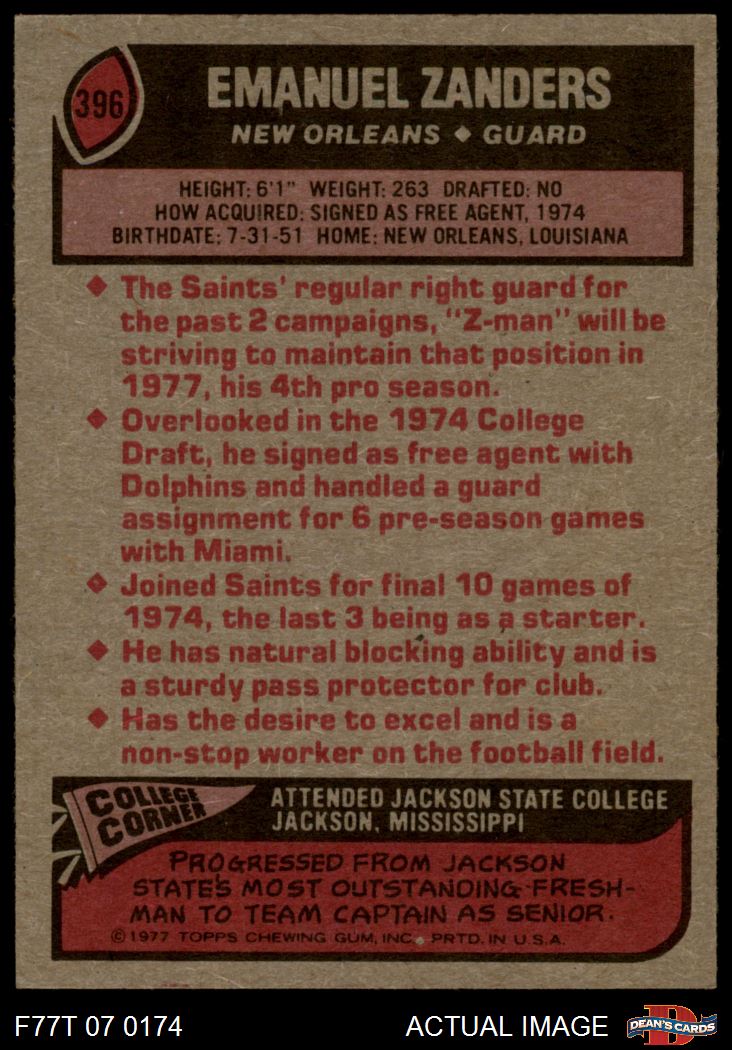 396
EMANUEL ZANDERS
NEW ORLEANS ◆ GUARD
HEIGHT: 6'1" WEIGHT: 263 DRAFTED: NO
HOW ACQUIRED: SIGNED AS FREE AGENT, 1974
BIRTHDATE: 7-31-51 HOME: NEW ORLEANS, LOUISIANA
◆ The Saints' regular right guard for
the past 2 campaigns, "Z-man" will be
striving to maintain that position in
1977, his 4th pro season.
◆ Overlooked in the 1974 College
Draft, he signed as free agent with
Dolphins and handled a guard
assignment for 6 pre-season games
with Miami.
◆ Joined Saints for final 10 games of
1974, the last 3 being as a starter.
◆ He has natural blocking ability and is
a sturdy pass protector for club.
◆ Has the desire to excel and is a
non-stop worker on the football field.
COLLEGE
CORNER
ATTENDED JACKSON STATE COLLEGE
JACKSON, MISSISSIPPI
PROGRESSED FROM JACKSON
STATE'S MOST OUTSTANDING FRESH-
MAN TO TEAM CAPTAIN AS SENIOR.
© 1977 TOPPS CHEWING GUM, INC. PRTD. IN U.S.A.
F77T 07 0174
ACTUAL IMAGE
D
DEAN'S CARDS